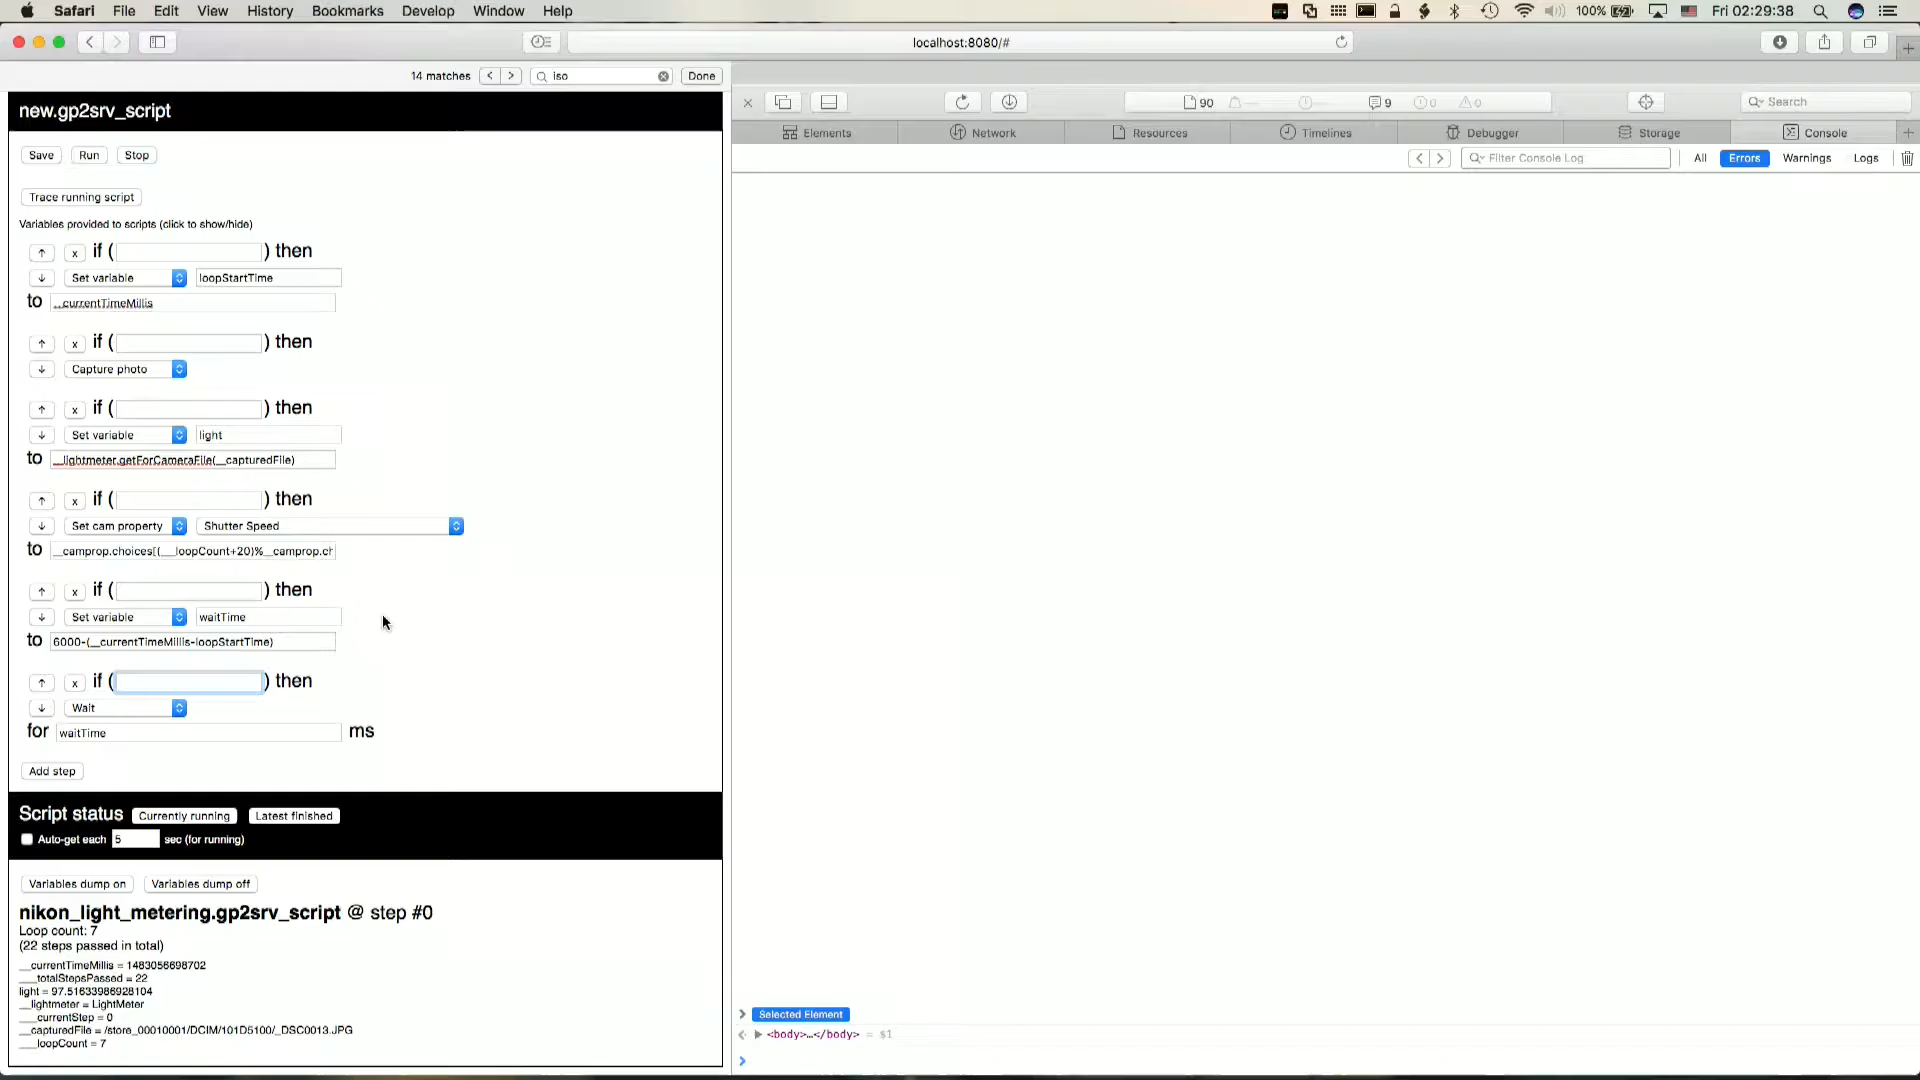 Safari File Edit View History Bookmarks Develop Window Help 100% Fri 02:29:38
localhost:8080/#
14 matches iso Done
new.gp2srv_script
Save Run Stop
Trace running script
Variables provided to scripts (click to show/hide)
↑ x if ( ) then
↓ Set variable loopStartTime
to __currentTimeMillis
↑ x if ( ) then
↓ Capture photo
↑ x if ( ) then
↓ Set variable light
to __lightmeter.getForCameraFile(__capturedFile)
↑ x if ( ) then
↓ Set cam property Shutter Speed
to __camprop.choices[(___loopCount+20)%__camprop.ch
↑ x if ( ) then
↓ Set variable waitTime
to 6000-(__currentTimeMillis-loopStartTime)
↑ x if ( ) then
↓ Wait
for waitTime ms
Add step
Script status Currently running Latest finished
Auto-get each 5 sec (for running)
Variables dump on Variables dump off
nikon_light_metering.gp2srv_script @ step #0
Loop count: 7
(22 steps passed in total)
__currentTimeMillis = 1483056698702
___totalStepsPassed = 22
light = 97.51633986928104
__lightmeter = LightMeter
___currentStep = 0
__capturedFile = /store_00010001/DCIM/101D5100/_DSC0013.JPG
___loopCount = 7
90 9 0 0 Search
Elements Network Resources Timelines Debugger Storage Console
Filter Console Log All Errors Warnings Logs
Selected Element
<body>…</body> = $1